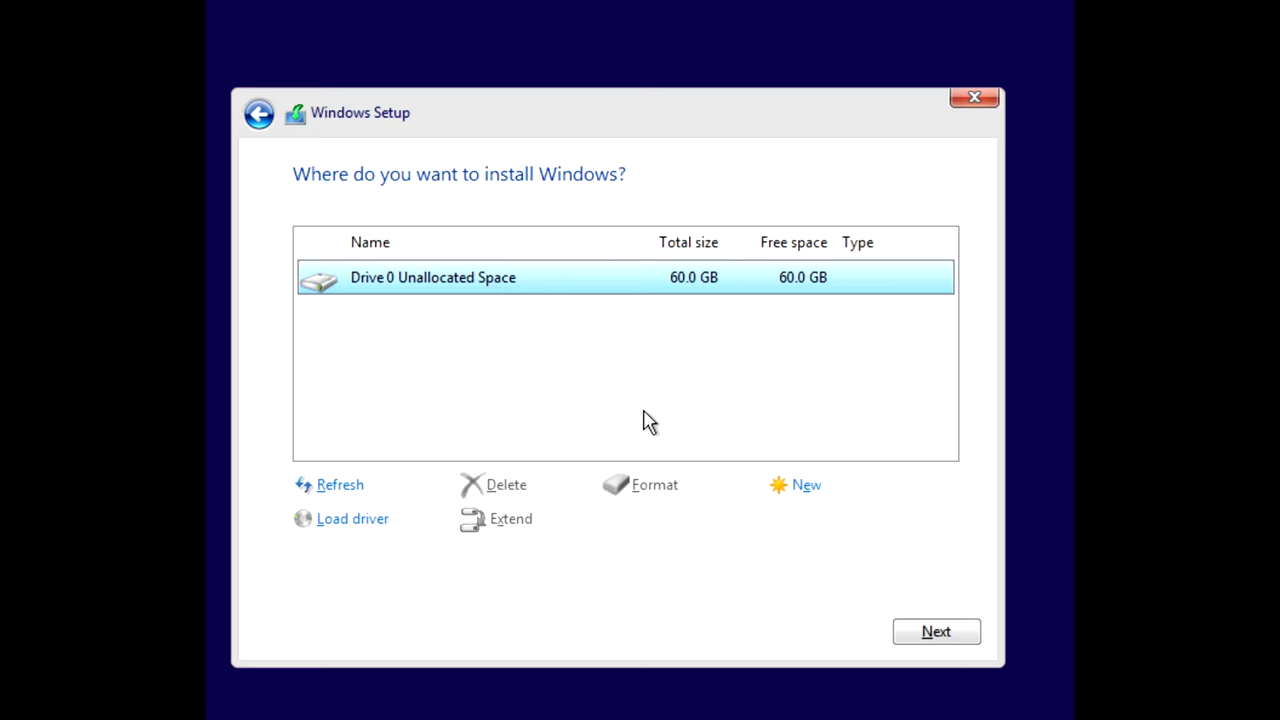 Windows Setup
Where do you want to install Windows?
Name Total size Free space Type
Drive 0 Unallocated Space 60.0 GB 60.0 GB
Refresh Delete Format New
Load driver Extend
Next